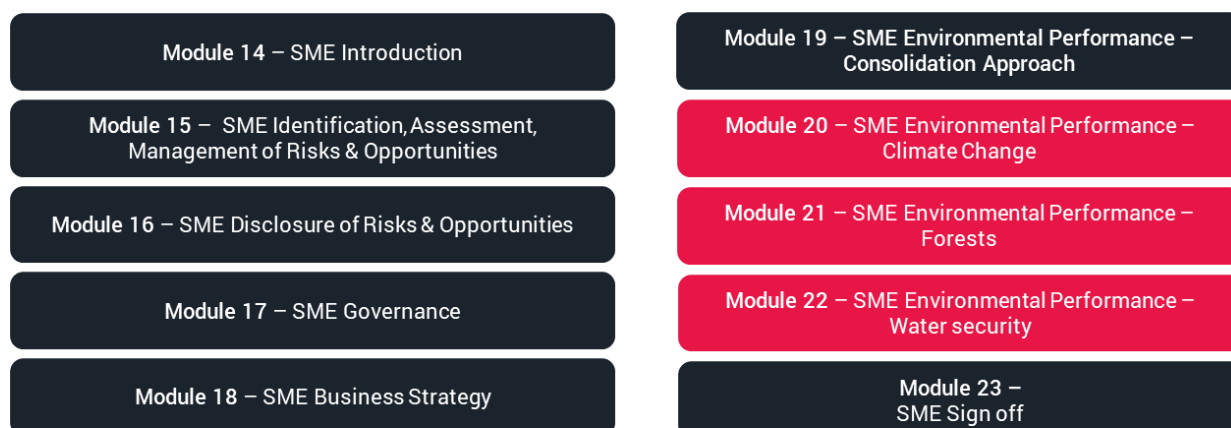 Module 14 – SME Introduction
Module 15 – SME Identification, Assessment,
Management of Risks & Opportunities
Module 16 – SME Disclosure of Risks & Opportunities
Module 17 – SME Governance
Module 18 – SME Business Strategy
Module 19 – SME Environmental Performance –
Consolidation Approach
Module 20 – SME Environmental Performance –
Climate Change
Module 21 – SME Environmental Performance –
Forests
Module 22 – SME Environmental Performance –
Water security
Module 23 –
SME Sign off